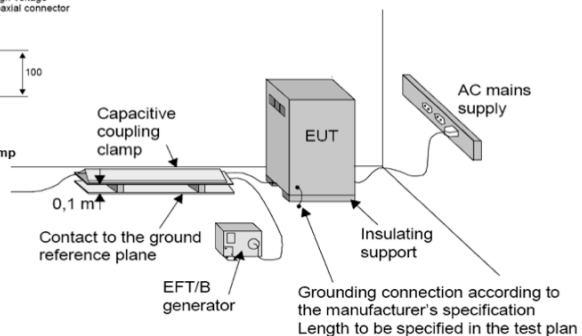 axial connector
100
Capacitive
coupling
clamp
EUT
AC mains
supply
mp
0,1 m
Contact to the ground
reference plane
Insulating
support
EFT/B
generator
Grounding connection according to
the manufacturer's specification
Length to be specified in the test plan